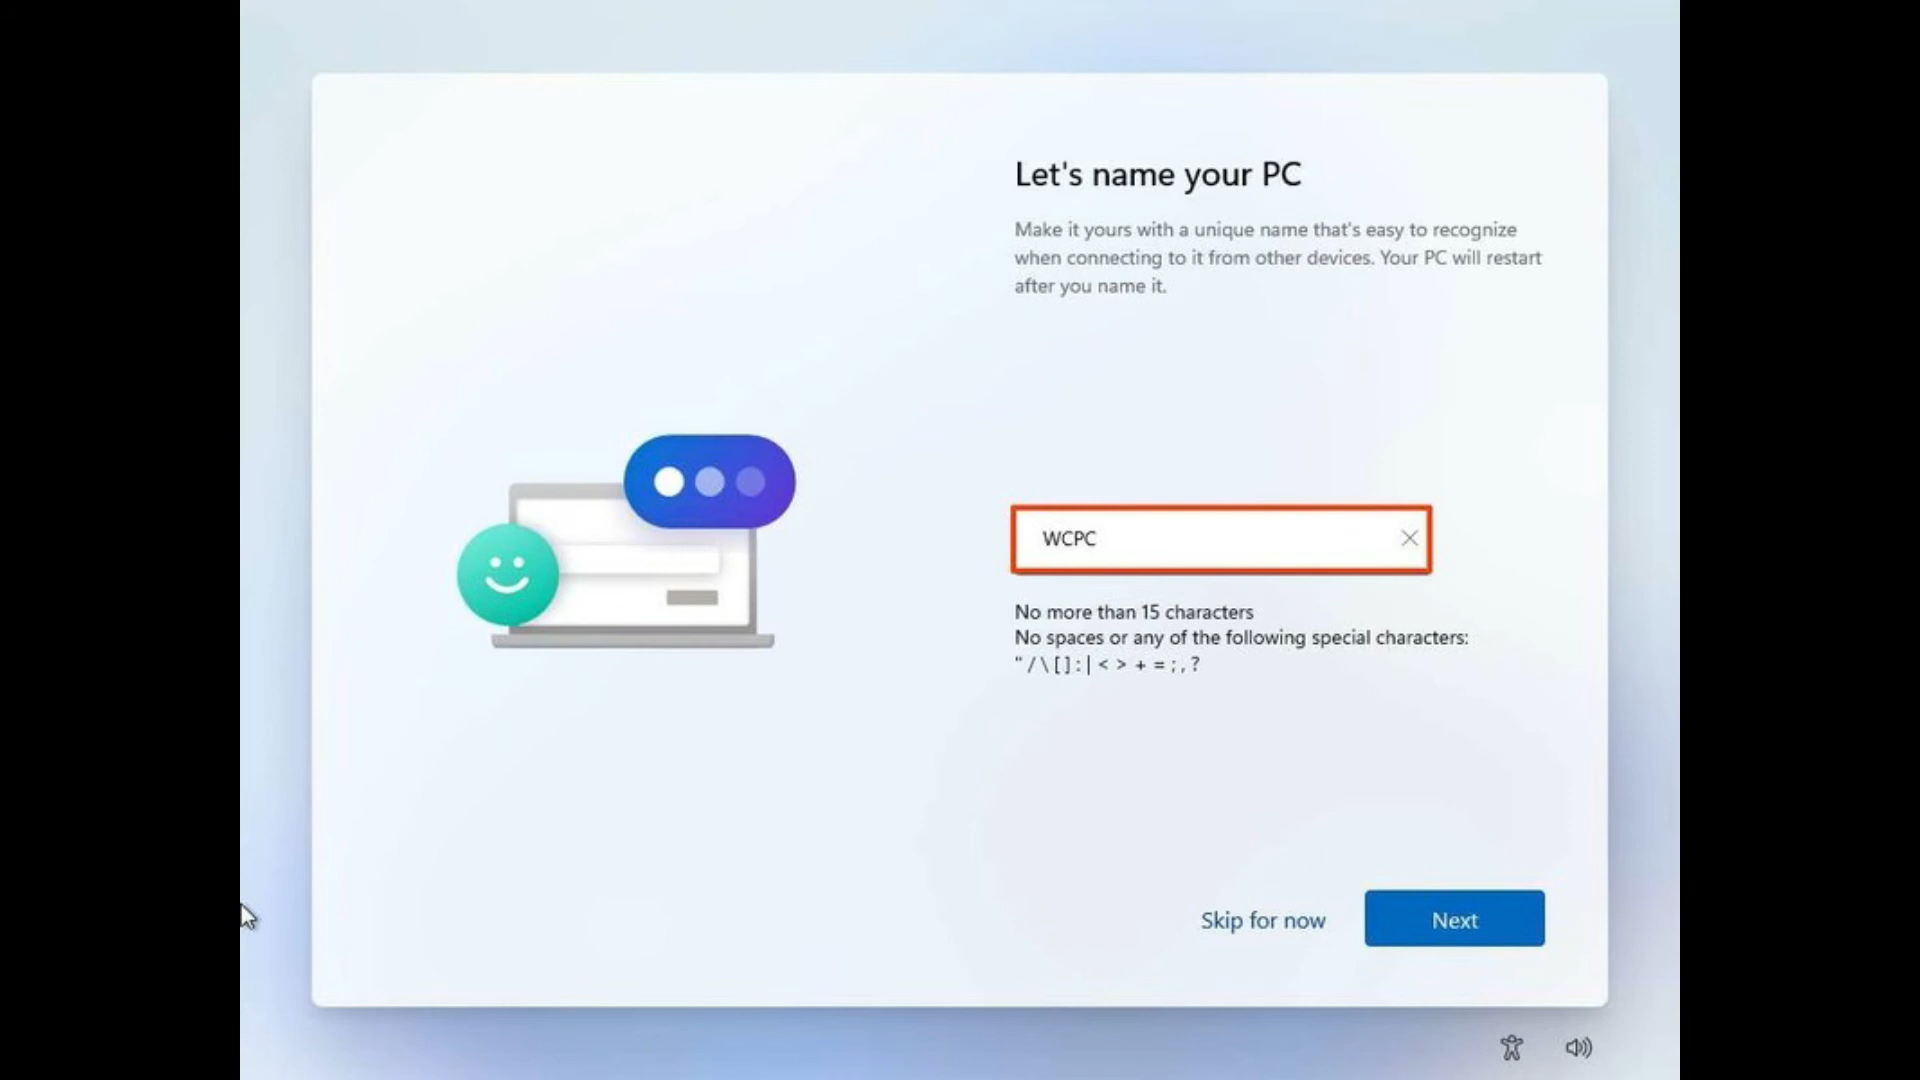 Let's name your PC
Make it yours with a unique name that's easy to recognize
when connecting to it from other devices. Your PC will restart
after you name it.
WCPC
No more than 15 characters
No spaces or any of the following special characters:
" / \ [ ] : | < > + = ; , ?
Skip for now
Next